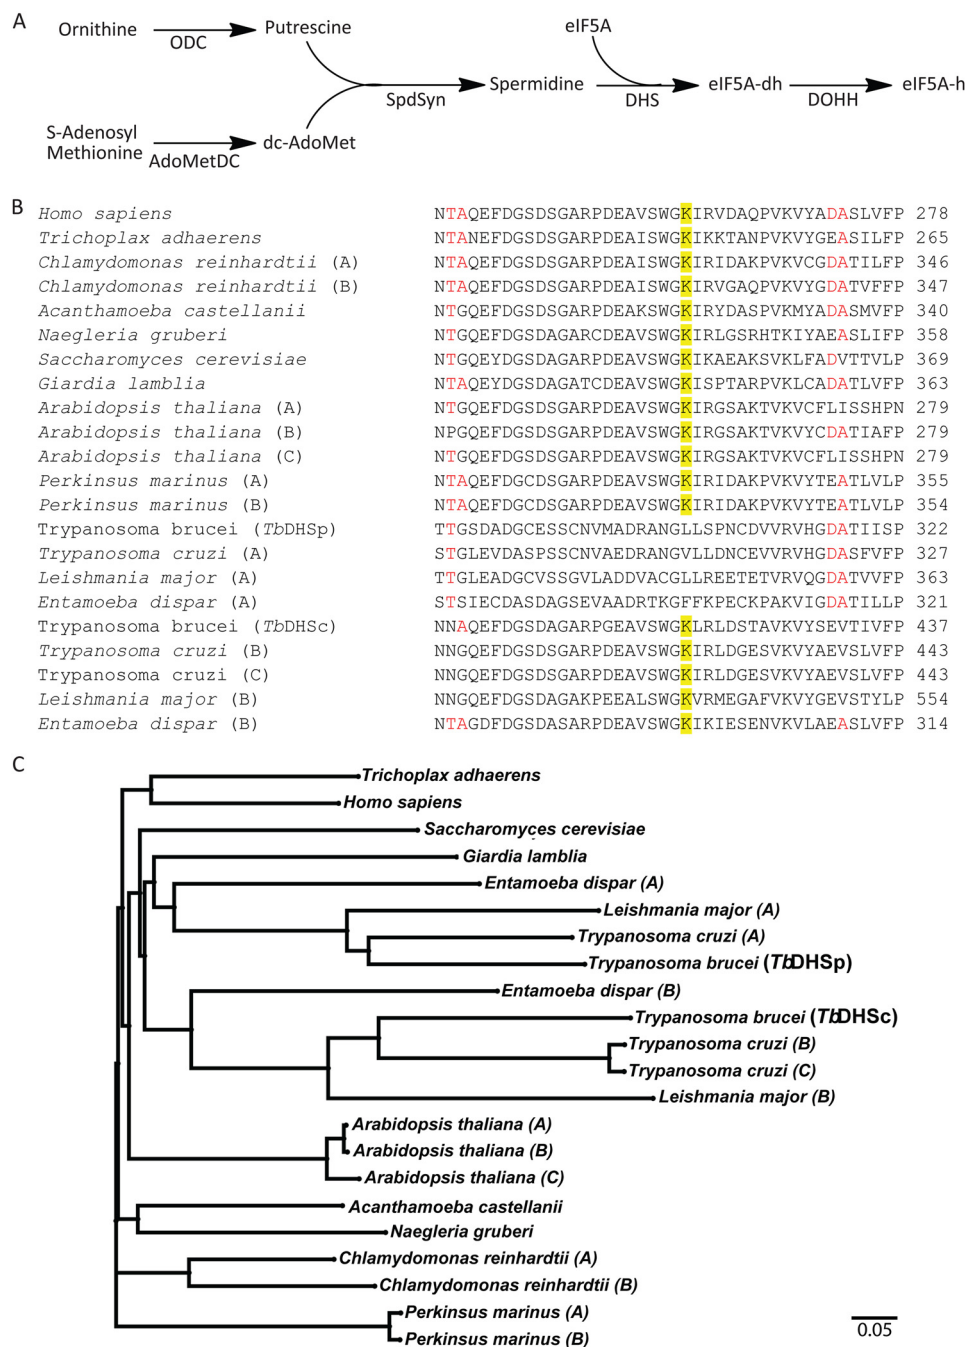 A
Ornithine
ODC
Putrescine
eIF5A
SpdSyn
Spermidine
DHS
eIF5A-dh
DOHH
eIF5A-h
S-Adenosyl
Methionine
AdoMetDC
dc-AdoMet
B
Homo sapiens NTAQEFDGSDSGARPDEAVSWGKIRVDAQPVKVYADASLVFP 278
Trichoplax adhaerens NTANEFDGSDSGARPDEAISWGKIKKTANPVKVYGEASILFP 265
Chlamydomonas reinhardtii (A) NTAQEFDGSDSGARPDEAISWGKIRIDAKPVKVCGDATILFP 346
Chlamydomonas reinhardtii (B) NTAQEFDGSDSGARPDEAVSWGKIRVGAQPVKVYGDATVFFP 347
Acanthamoeba castellanii NTGQEFDGSDSGARPDEAKSWGKIRYDASPVKMYADASMVFP 340
Naegleria gruberi NTGQEFDGSDAGARCDEAVSWGKIRLGSRHTKIYAEASLIFP 358
Saccharomyces cerevisiae NTGQEYDGSDAGARPDEAVSWGKIKAEAKSVKLFADVTTVLP 369
Giardia lamblia NTAQEYDGSDAGATCDEAVSWGKISPTARPVKLCADATLVFP 363
Arabidopsis thaliana (A) NTGQEFDGSDSGARPDEAVSWGKIRGSAKTVKVCFLISSHPN 279
Arabidopsis thaliana (B) NPGQEFDGSDSGARPDEAVSWGKIRGSAKTVKVYCDATIAFP 279
Arabidopsis thaliana (C) NTGQEFDGSDSGARPDEAVSWGKIRGSAKTVKVCFLISSHPN 279
Perkinsus marinus (A) NTAQEFDGCDSGARPDEAVSWGKIRIDAKPVKVYTEATLVLP 355
Perkinsus marinus (B) NTAQEFDGCDSGARPDEAVSWGKIRIDAKPVKVYTEATLVLP 354
Trypanosoma brucei (TbDHSp) TTGSDADGCESSCNVMADRANGLLSPNCDVVRVHGDATIISP 322
Trypanosoma cruzi (A) STGLEVDASPSSCNVAEDRANGVLLDNCEVVRVHGDASFVFP 327
Leishmania major (A) TTGLEADGCVSSGVLADDVACGLLREETETVRVQGDATVVFP 363
Entamoeba dispar (A) STSIECDASDAGSEVAADRTKGFFKPECKPAKVIGDATILLP 321
Trypanosoma brucei (TbDHSc) NNAQEFDGSDSGARPGEAVSWGKLRLDSTAVKVYSEVTIVFP 437
Trypanosoma cruzi (B) NNGQEFDGSDSGARPDEAVSWGKIRLDGESVKVYAEVSLVFP 443
Trypanosoma cruzi (C) NNGQEFDGSDSGARPDEAVSWGKIRLDGESVKVYAEVSLVFP 443
Leishmania major (B) NNGQEFDGSDAGAKPEEALSWGKVRMEGAFVKVYGEVSTYLP 554
Entamoeba dispar (B) NTAGDFDGSDASARPDEAVSWGKIKIESENVKVLAEASLVFP 314
C
Trichoplax adhaerens
Homo sapiens
Saccharomyces cerevisiae
Giardia lamblia
Entamoeba dispar (A)
Leishmania major (A)
Trypanosoma cruzi (A)
Trypanosoma brucei (TbDHSp)
Entamoeba dispar (B)
Trypanosoma brucei (TbDHSc)
Trypanosoma cruzi (B)
Trypanosoma cruzi (C)
Leishmania major (B)
Arabidopsis thaliana (A)
Arabidopsis thaliana (B)
Arabidopsis thaliana (C)
Acanthamoeba castellanii
Naegleria gruberi
Chlamydomonas reinhardtii (A)
Chlamydomonas reinhardtii (B)
Perkinsus marinus (A)
Perkinsus marinus (B)
0.05